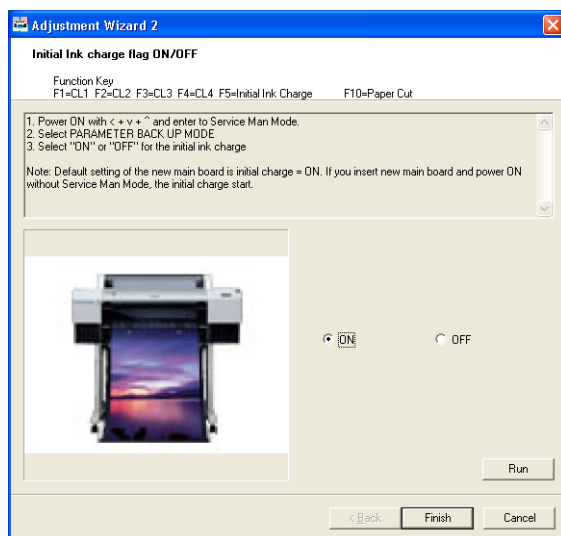 Adjustment Wizard 2
Initial Ink charge flag ON/OFF
Function Key
F1=CL1 F2=CL2 F3=CL3 F4=CL4 F5=Initial Ink Charge F10=Paper Cut
1. Power ON with < + v + ^ and enter to Service Man Mode.
2. Select PARAMETER BACK UP MODE
3. Select "ON" or "OFF" for the initial ink charge
Note: Default setting of the new main board is initial charge = ON. If you insert new main board and power ON
without Service Man Mode, the initial charge start.
ON OFF
Run
< Back Finish Cancel